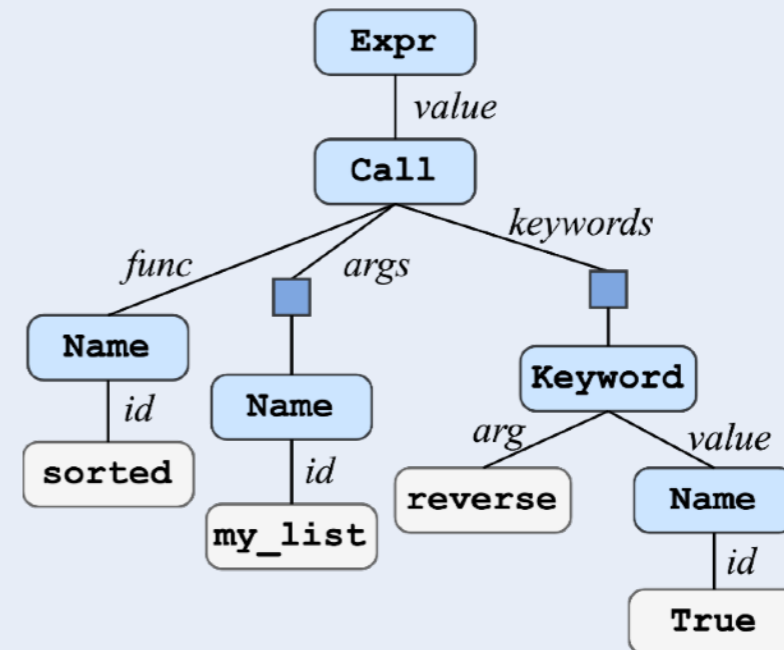 Expr
value
Call
keywords
func
args
Name
Keyword
Name
id
arg
value
sorted
id
reverse
Name
my_list
id
True